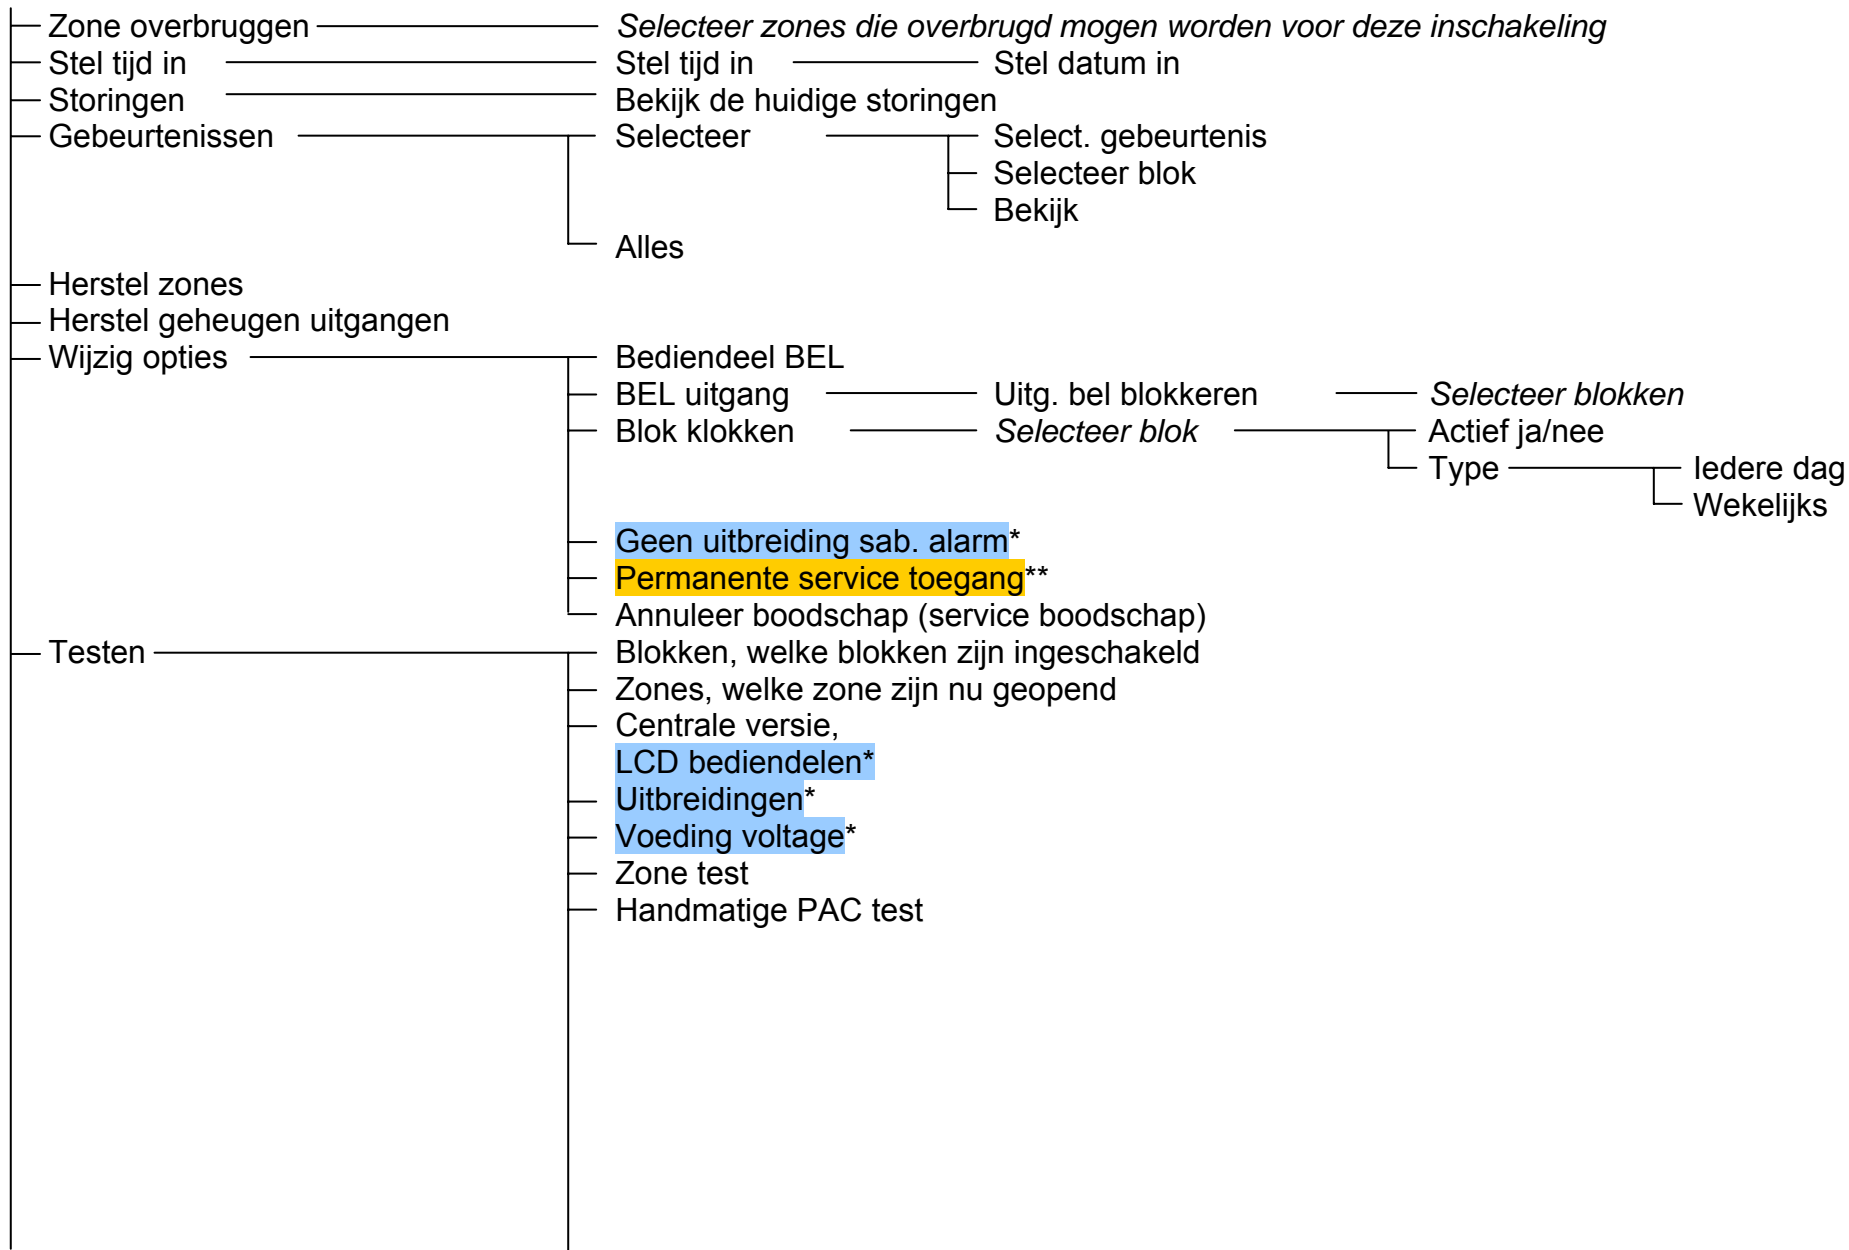 Zone overbruggen Selecteer zones die overbrugd mogen worden voor deze inschakeling
Stel tijd in Stel tijd in Stel datum in
Storingen Bekijk de huidige storingen
Gebeurtenissen Selecteer Select. gebeurtenis
Selecteer blok
Bekijk
Alles
Herstel zones
Herstel geheugen uitgangen
Wijzig opties Bediendeel BEL
BEL uitgang Uitg. bel blokkeren Selecteer blokken
Blok klokken Selecteer blok Actief ja/nee
Type Iedere dag
Wekelijks
Geen uitbreiding sab. alarm*
Permanente service toegang**
Annuleer boodschap (service boodschap)
Testen Blokken, welke blokken zijn ingeschakeld
Zones, welke zone zijn nu geopend
Centrale versie,
LCD bediendelen*
Uitbreidingen*
Voeding voltage*
Zone test
Handmatige PAC test